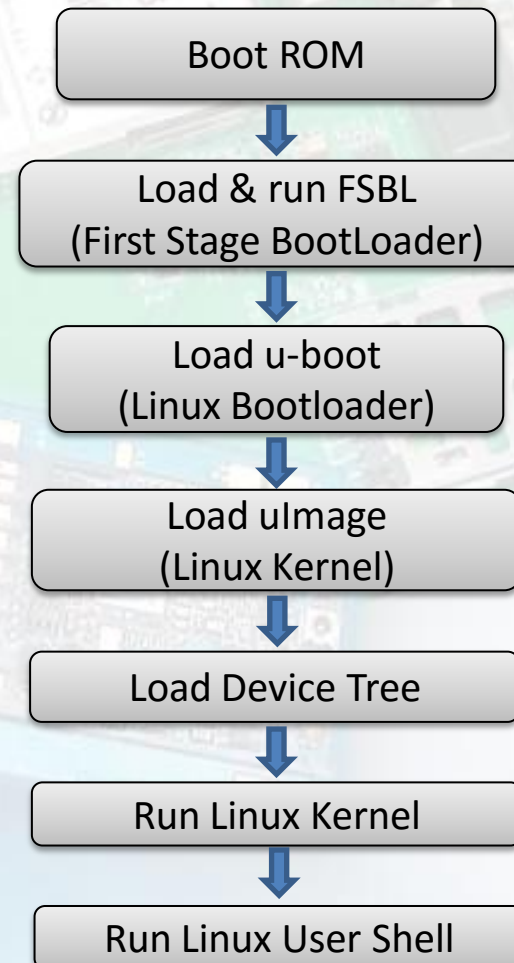 Boot ROM
Load & run FSBL
(First Stage BootLoader)
Load u-boot
(Linux Bootloader)
Load uImage
(Linux Kernel)
Load Device Tree
Run Linux Kernel
Run Linux User Shell